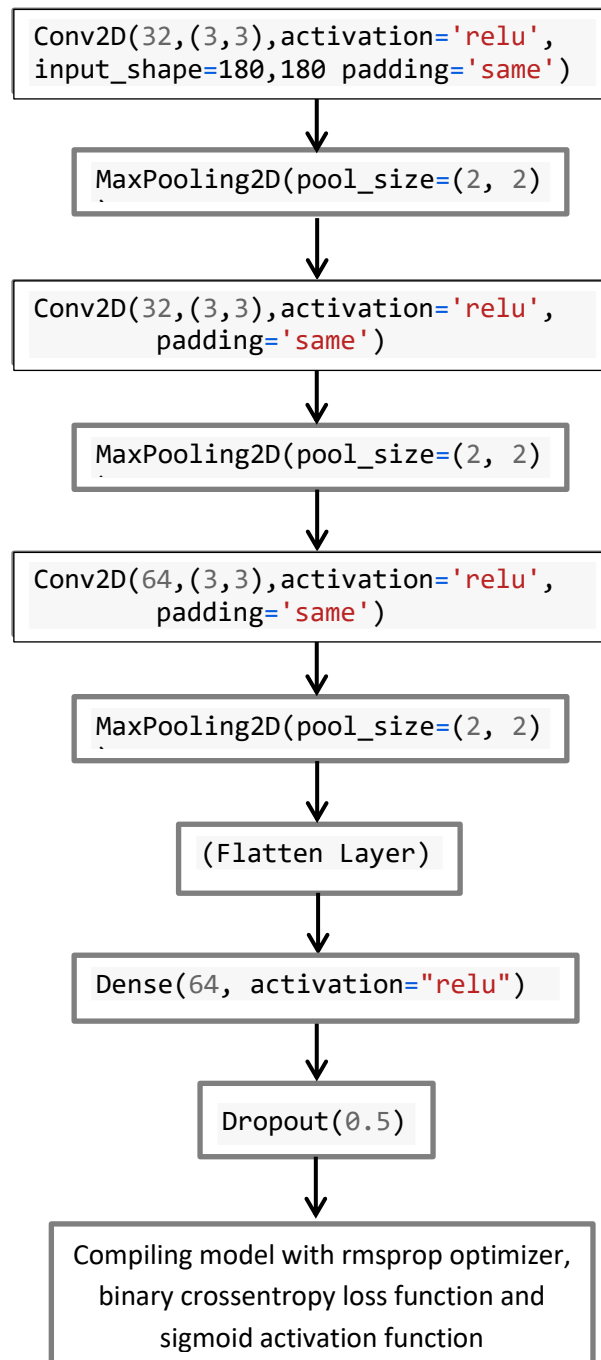 Conv2D(32,(3,3),activation='relu',
input_shape=180,180 padding='same')
MaxPooling2D(pool_size=(2, 2)
Conv2D(32,(3,3),activation='relu',
padding='same')
MaxPooling2D(pool_size=(2, 2)
Conv2D(64,(3,3),activation='relu',
padding='same')
MaxPooling2D(pool_size=(2, 2)
(Flatten Layer)
Dense(64, activation="relu")
Dropout(0.5)
Compiling model with rmsprop optimizer,
binary crossentropy loss function and
sigmoid activation function